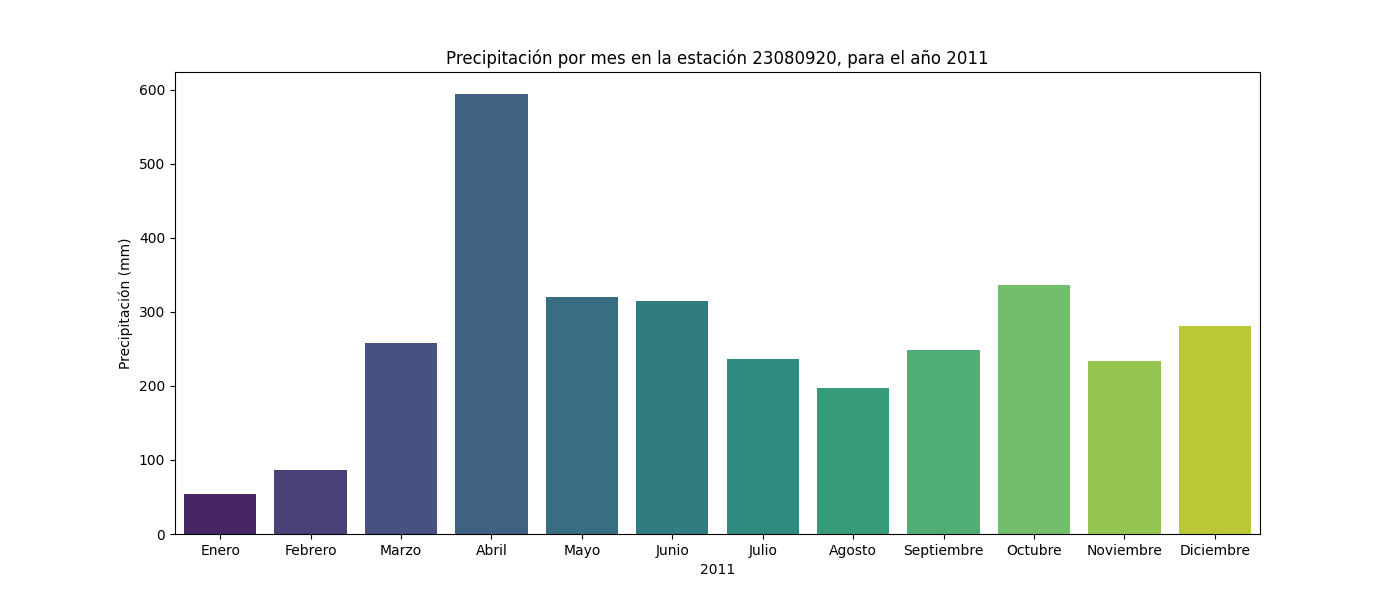 Precipitación por mes en la estación 23080920, para el año 2011
Precipitación (mm)
600
500
400
300
200
100
0
Enero Febrero Marzo Abril Mayo Junio Julio Agosto Septiembre Octubre Noviembre Diciembre
2011